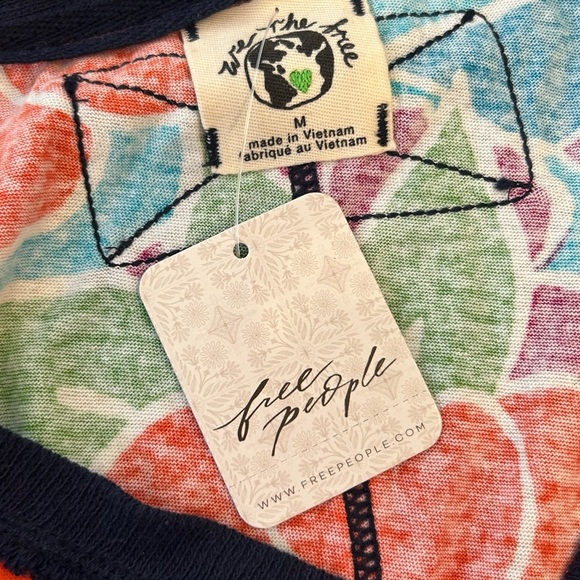 we the free
M
made in Vietnam
fabriqué au Vietnam
free
people
WWW.FREEPEOPLE.COM